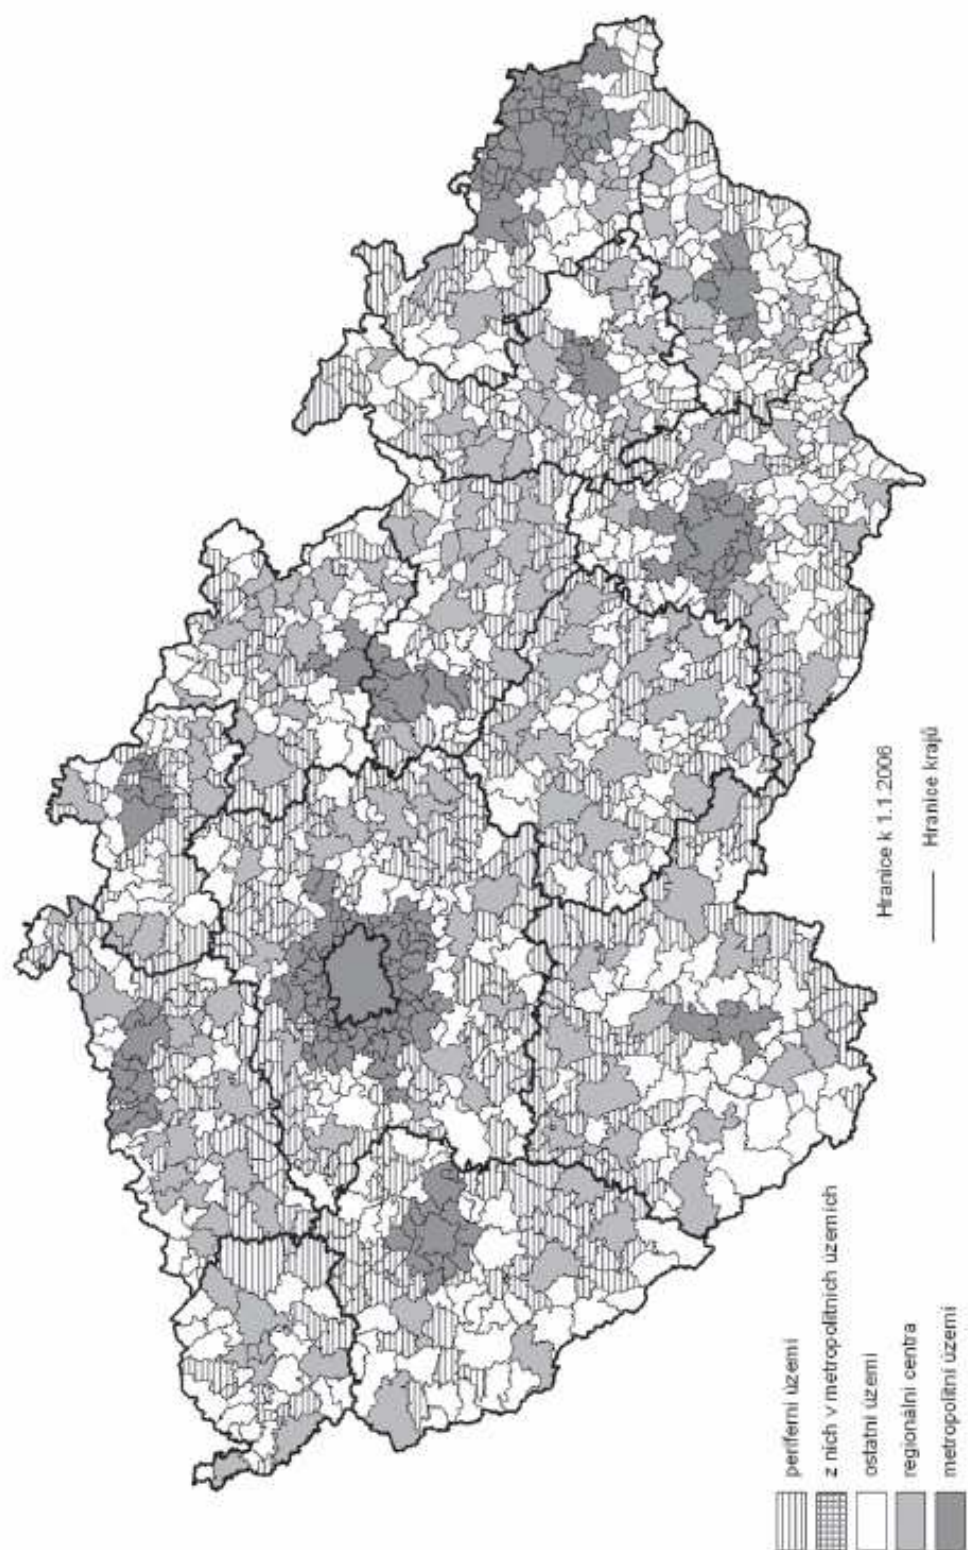 periferní území
z nich v metropolitních územích
ostatní území
regionální centra
metropolitní území
Hranice k 1.1.2006
Hranice krajů